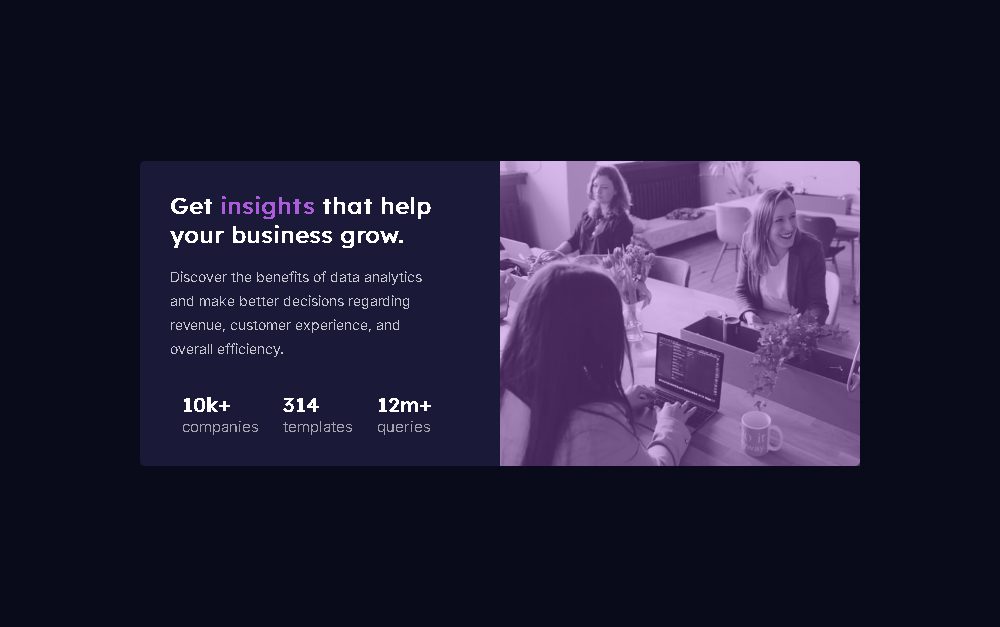 Get insights that help
your business grow.
Discover the benefits of data analytics
and make better decisions regarding
revenue, customer experience, and
overall efficiency.
10k+ 314 12m+
companies templates queries